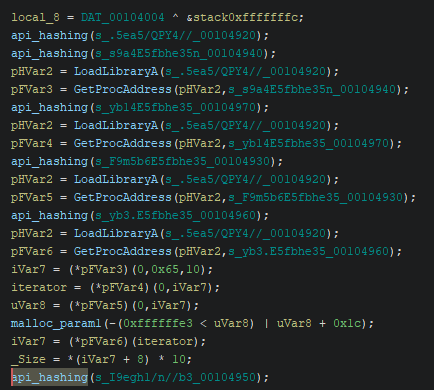 local_8 = DAT_00104004 ^ &stack0xfffffffc;
api_hashing(s_.5ea5/QPY4//_00104920);
api_hashing(s_s9a4E5fbhe35n_00104940);
pHVar2 = LoadLibraryA(s_.5ea5/QPY4//_00104920);
pFVar3 = GetProcAddress(pHVar2,s_s9a4E5fbhe35n_00104940);
api_hashing(s_yb14E5fbhe35_00104970);
pHVar2 = LoadLibraryA(s_.5ea5/QPY4//_00104920);
pFVar4 = GetProcAddress(pHVar2,s_yb14E5fbhe35_00104970);
api_hashing(s_F9m5b6E5fbhe35_00104930);
pHVar2 = LoadLibraryA(s_.5ea5/QPY4//_00104920);
pFVar5 = GetProcAddress(pHVar2,s_F9m5b6E5fbhe35_00104930);
api_hashing(s_yb3.E5fbhe35_00104960);
pHVar2 = LoadLibraryA(s_.5ea5/QPY4//_00104920);
pFVar6 = GetProcAddress(pHVar2,s_yb3.E5fbhe35_00104960);
iVar7 = (*pFVar3)(0,0x65,10);
iterator = (*pFVar4)(0,iVar7);
uVar8 = (*pFVar5)(0,iVar7);
malloc_param1(-(0xffffffe3 < uVar8) | uVar8 + 0x1c);
iVar7 = (*pFVar6)(iterator);
_Size = *(iVar7 + 8) * 10;
api_hashing(s_I9egh1/n//b3_00104950);